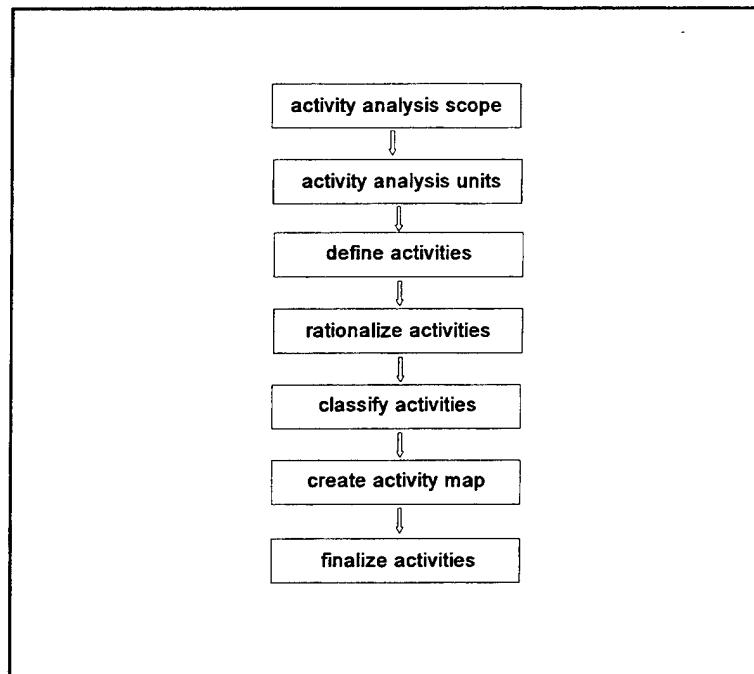 activity analysis scope
activity analysis units
define activities
rationalize activities
classify activities
create activity map
finalize activities